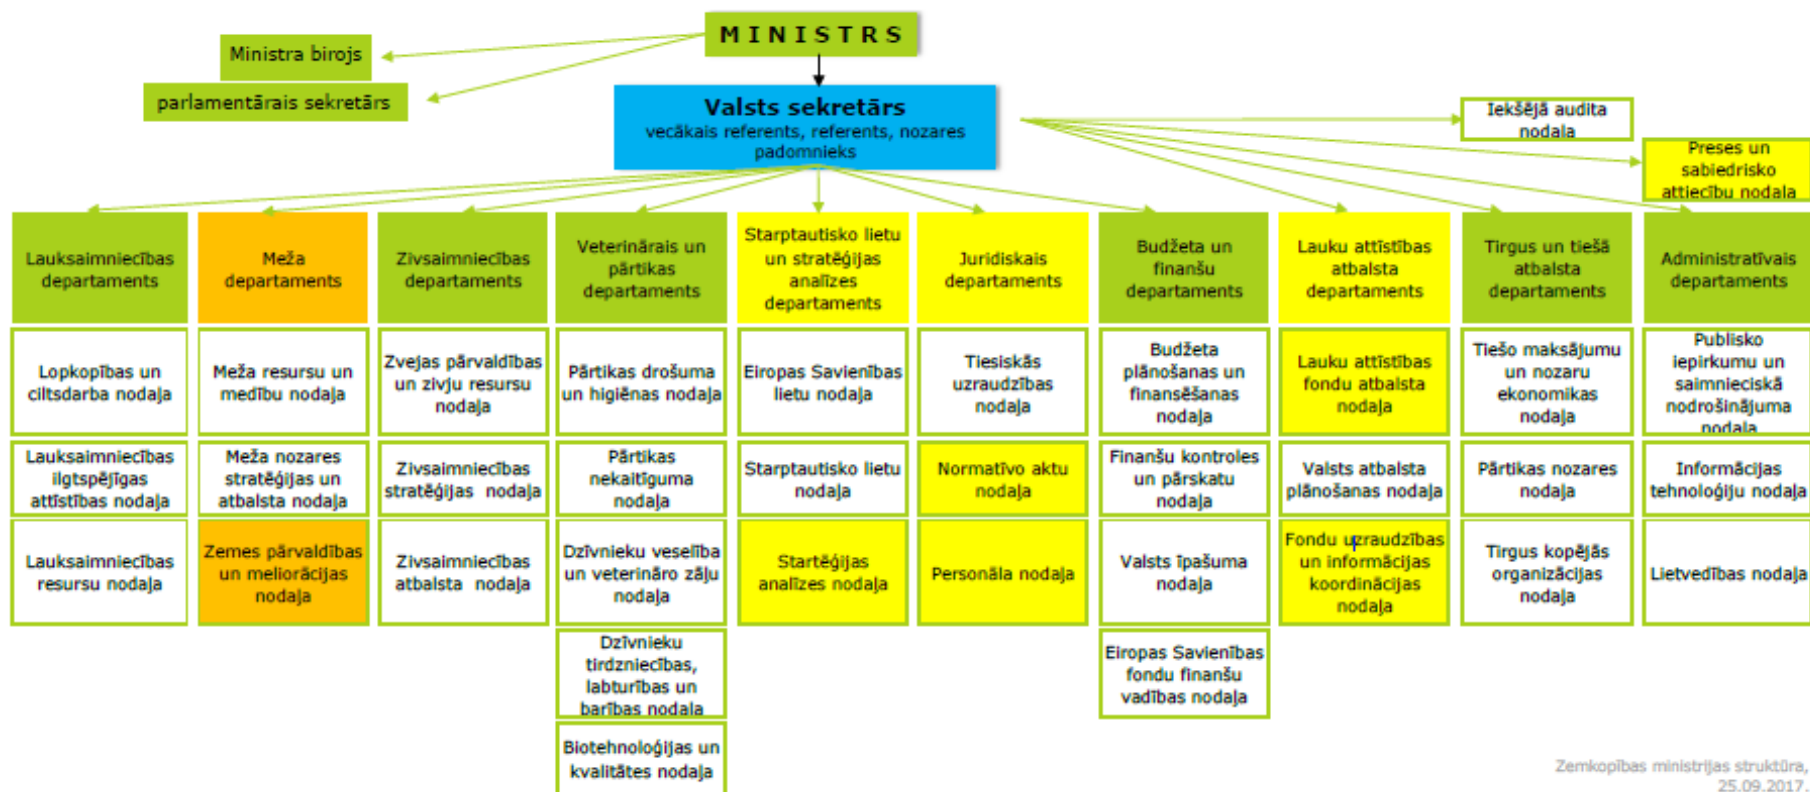 MINISTRS
Ministra birojs
parlamentārais sekretārs
Valsts sekretārs
vecākais referents, referents, nozares
padomnieks
Iekšējā audita
nodaļa
Preses un
sabiedrisko
attiecību nodaļa
Lauksaimniecības
departaments
Meža
departaments
Zivsaimniecības
departaments
Veterinārais un
pārtikas
departaments
Starptautisko lietu
un stratēģijas
analīzes
departaments
Juridiskais
departaments
Budžeta un
finanšu
departaments
Lauku attīstības
atbalsta
departaments
Tirgus un tiešā
atbalsta
departaments
Administratīvais
departaments
Lopkopības un
ciltsdarba nodaļa
Meža resursu un
medību nodaļa
Zvejas pārvaldības
un zivju resursu
nodaļa
Pārtikas drošuma
un higiēnas nodaļa
Eiropas Savienības
lietu nodaļa
Tiesiskās
uzraudzības
nodaļa
Budžeta
plānošanas un
finansēšanas
nodaļa
Lauku attīstības
fondu atbalsta
nodaļa
Tiešo maksājumu
un nozaru
ekonomikas
nodaļa
Publisko
iepirkumu un
saimnieciskā
nodrošinājuma
nodaļa
Lauksaimniecības
ilgtspējīgas
attīstības nodaļa
Meža nozares
stratēģijas un
atbalsta nodaļa
Zivsaimniecības
stratēģijas nodaļa
Pārtikas
nekaitīguma
nodaļa
Starptautisko lietu
nodaļa
Normatīvo aktu
nodaļa
Finanšu kontroles
un pārskatu
nodaļa
Valsts atbalsta
plānošanas nodaļa
Pārtikas nozares
nodaļa
Informācijas
tehnoloģiju nodaļa
Lauksaimniecības
resursu nodaļa
Zemes pārvaldības
un meliorācijas
nodaļa
Zivsaimniecības
atbalsta nodaļa
Dzīvnieku veselība
un veterināro zāļu
nodaļa
Startēģijas
analīzes nodaļa
Personāla nodaļa
Valsts īpašuma
nodaļa
Fondu uzraudzības
un informācijas
koordinācijas
nodaļa
Tirgus kopējās
organizācijas
nodaļa
Lietvedības nodaļa
Dzīvnieku
tirdzniecības,
labturības un
barības nodaļa
Eiropas Savienības
fondu finanšu
vadības nodaļa
Biotehnoloģijas un
kvalitātes nodaļa
Zemkopības ministrijas struktūra,
25.09.2017.